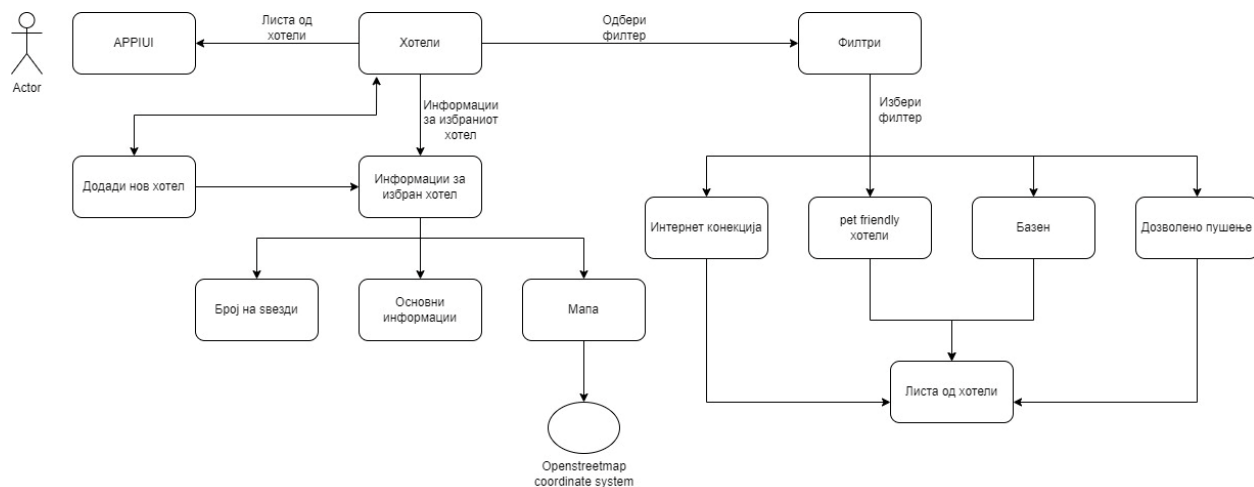 Actor
APPIUI
Листа од
хотели
Хотели
Одбери
филтер
Филтри
Информации
за избраниот
хотел
Избери
филтер
Додади нов хотел
Информации за
избран хотел
Интернет конекција
pet friendly
хотели
Базен
Дозволено пушење
Број на ѕвезди
Основни
информации
Мапа
Листа од хотели
Openstreetmap
coordinate system